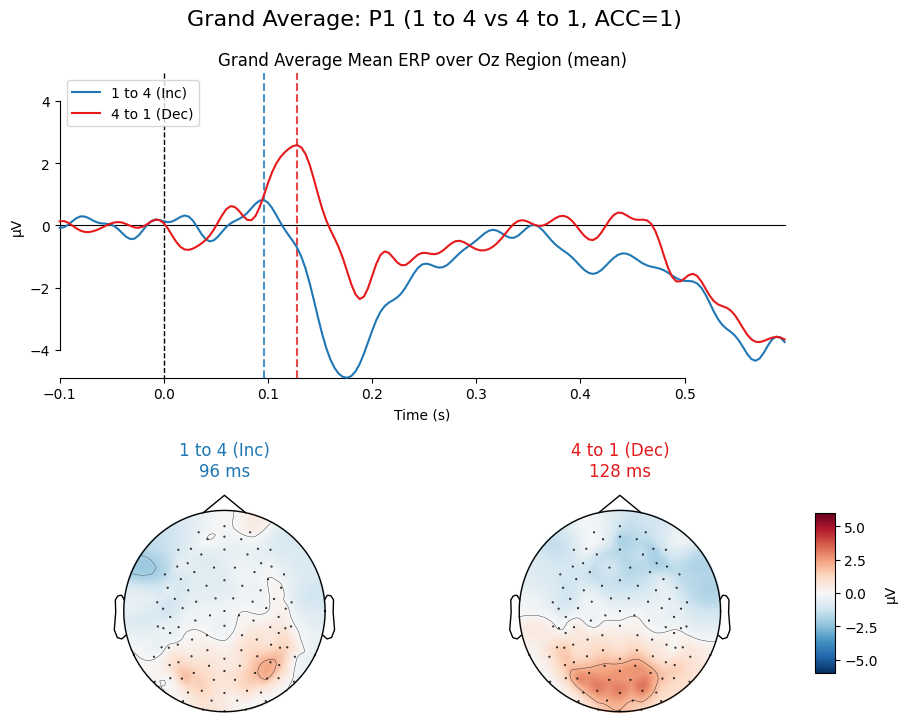 Grand Average: P1 (1 to 4 vs 4 to 1, ACC=1)
Grand Average Mean ERP over Oz Region (mean)
1 to 4 (Inc)
4 to 1 (Dec)
4
2
0
−2
−4
µV
−0.1 0.0 0.1 0.2 0.3 0.4 0.5
Time (s)
1 to 4 (Inc)
96 ms
4 to 1 (Dec)
128 ms
5.0
2.5
0.0
−2.5
−5.0
µV